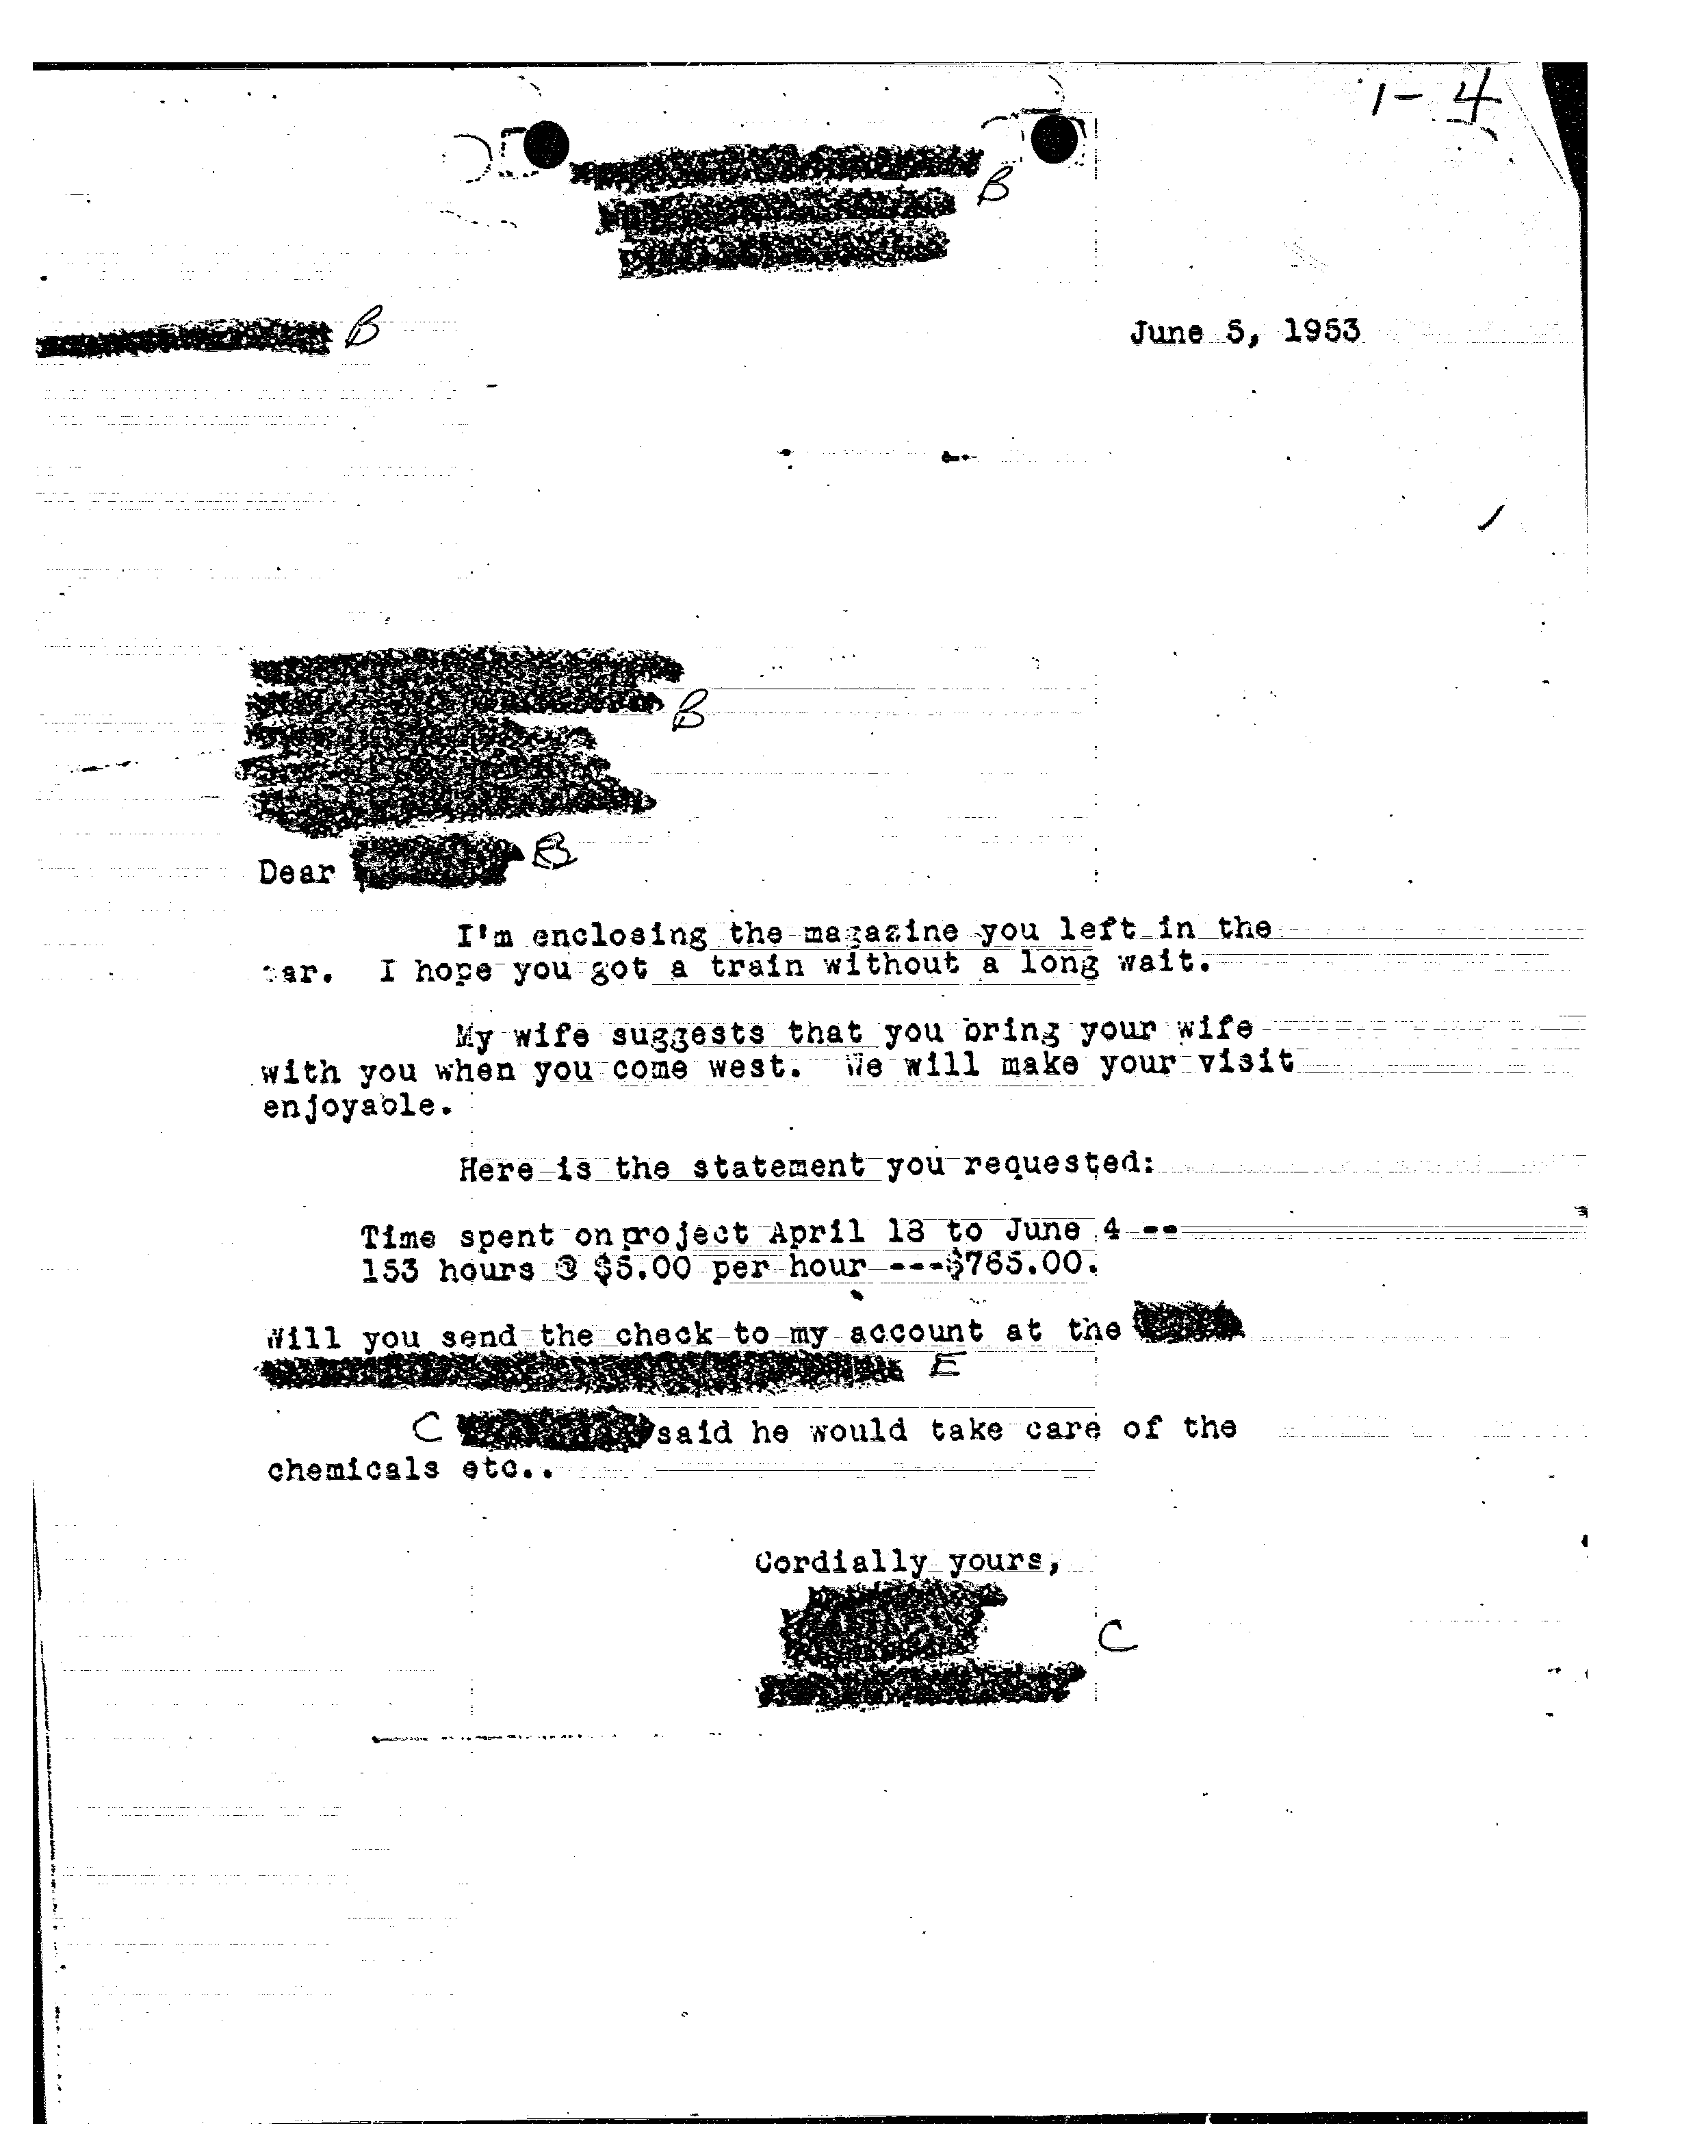 1- 4
B
B
June 5, 1953
B
Dear B
I'm enclosing the magazine you left in the
car. I hope you got a train without a long wait.
My wife suggests that you bring your wife
with you when you come west. We will make your visit
enjoyable.
Here is the statement you requested:
Time spent on project April 18 to June 4 --
153 hours @ $5.00 per hour ---$765.00.
Will you send the check to my account at the
E
C said he would take care of the
chemicals etc..
Cordially yours,
C